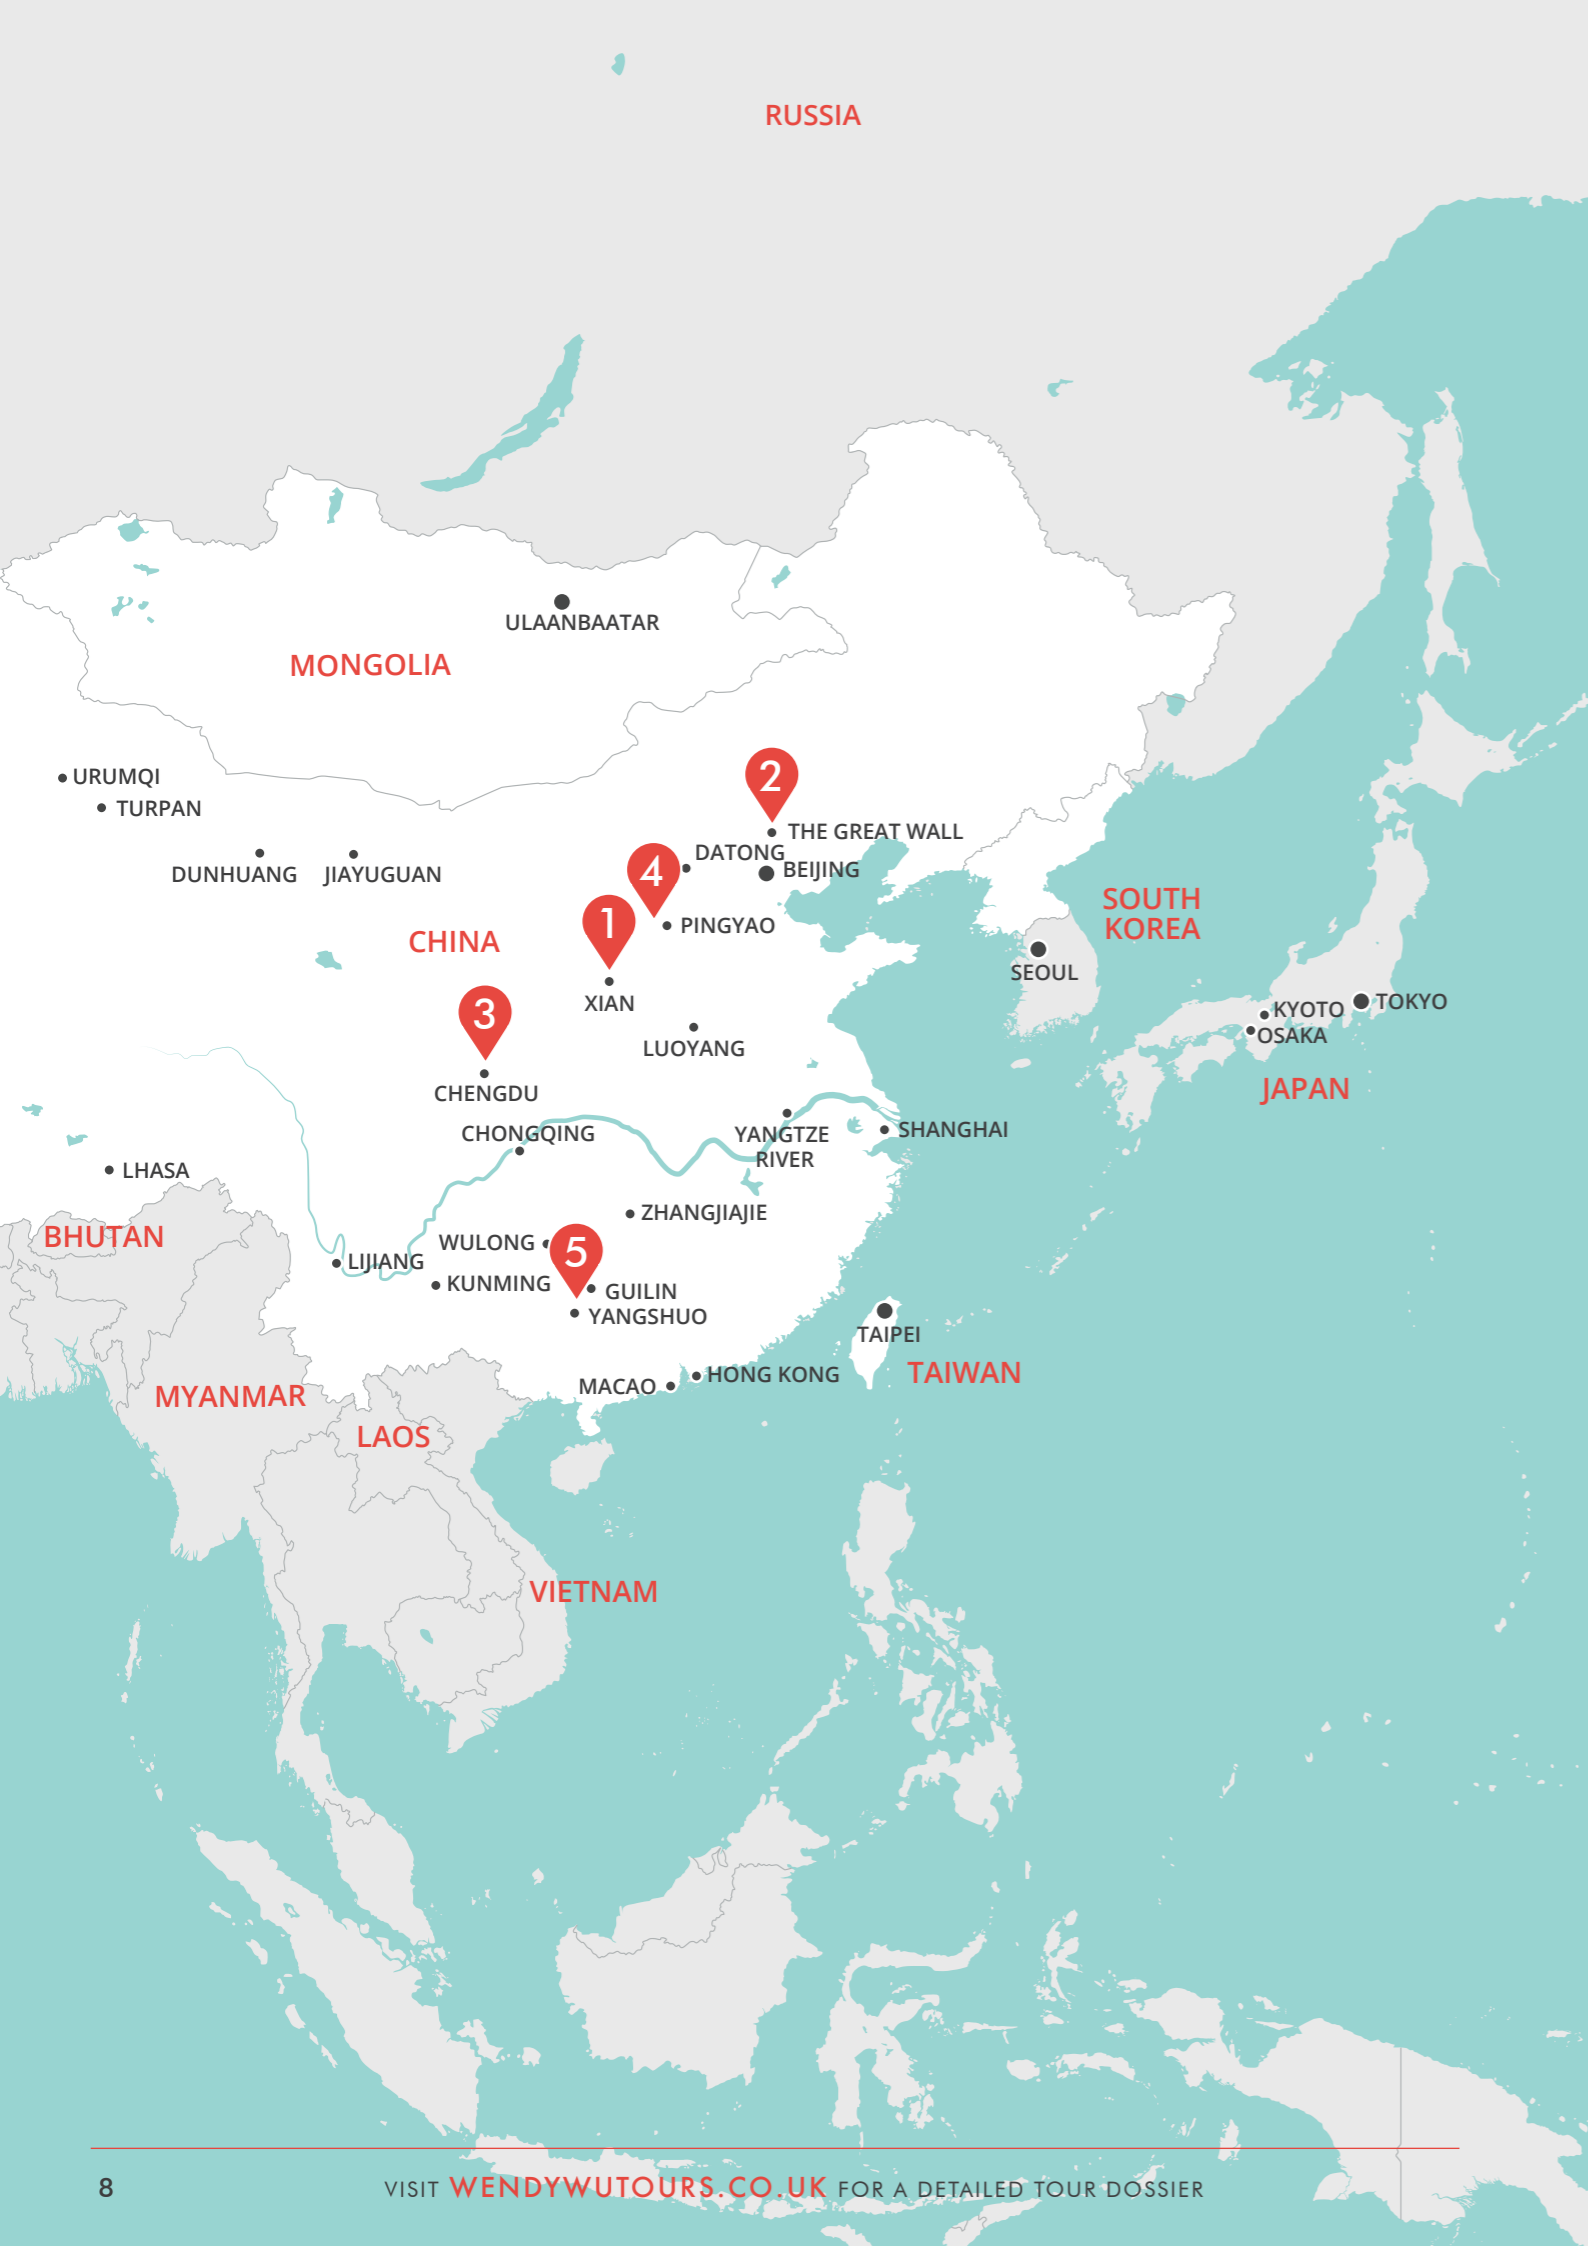 RUSSIA
ULAANBAATAR
MONGOLIA
URUMQI
TURPAN
2
THE GREAT WALL
DATONG
BEIJING
DUNHUANG
JIAYUGUAN
4
SOUTH
KOREA
1
PINGYAO
CHINA
SEOUL
XIAN
3
KYOTO
TOKYO
OSAKA
LUOYANG
JAPAN
CHENGDU
CHONGQING
YANGTZE
RIVER
SHANGHAI
LHASA
ZHANGJIAJIE
BHUTAN
WULONG
5
LIJIANG
KUNMING
GUILIN
YANGSHUO
TAIPEI
TAIWAN
HONG KONG
MACAO
MYANMAR
LAOS
VIETNAM
8
VISIT WENDYWUTOURS.CO.UK FOR A DETAILED TOUR DOSSIER